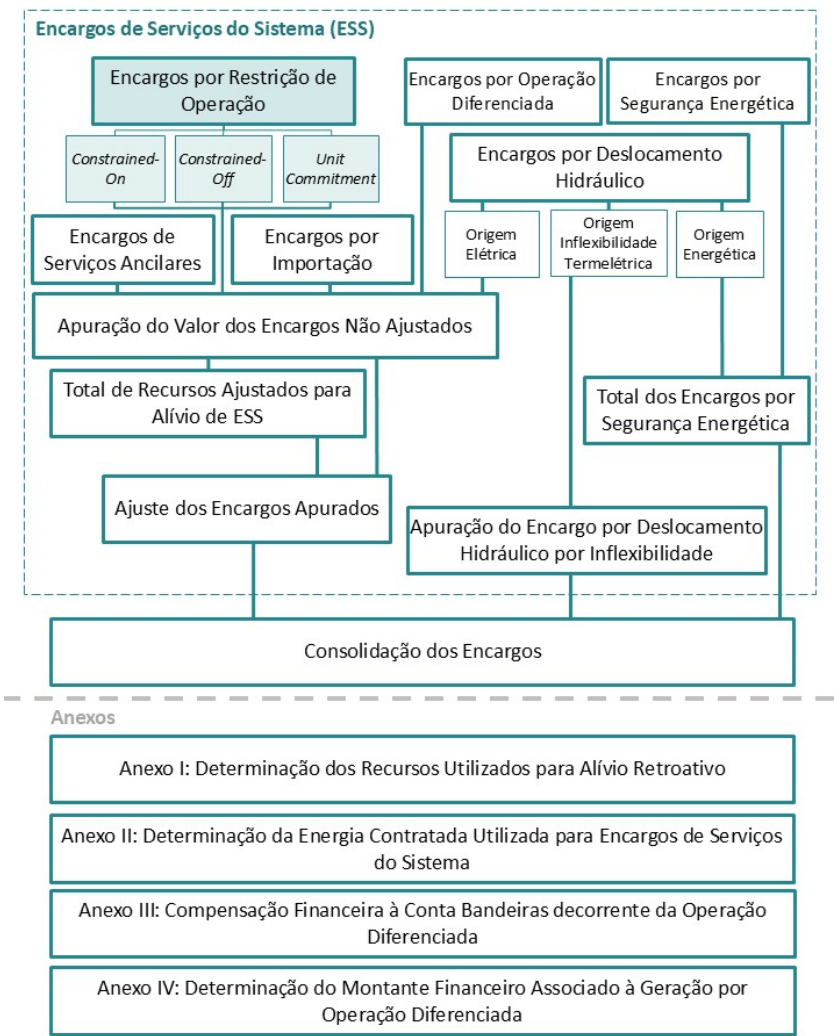 Encargos de Serviços do Sistema (ESS)
Encargos por Restrição de
Operação
Constrained-
On
Constrained-
Off
Unit
Commitment
Encargos por Operação
Diferenciada
Encargos por
Segurança Energética
Encargos por Deslocamento
Hidráulico
Origem
Elétrica
Origem
Inflexibilidade
Termelétrica
Origem
Energética
Encargos de
Serviços Ancilares
Encargos por
Importação
Apuração do Valor dos Encargos Não Ajustados
Total de Recursos Ajustados para
Alívio de ESS
Total dos Encargos por
Segurança Energética
Ajuste dos Encargos Apurados
Apuração do Encargo por Deslocamento
Hidráulico por Inflexibilidade
Consolidação dos Encargos
Anexos
Anexo I: Determinação dos Recursos Utilizados para Alívio Retroativo
Anexo II: Determinação da Energia Contratada Utilizada para Encargos de Serviços
do Sistema
Anexo III: Compensação Financeira à Conta Bandeiras decorrente da Operação
Diferenciada
Anexo IV: Determinação do Montante Financeiro Associado à Geração por
Operação Diferenciada